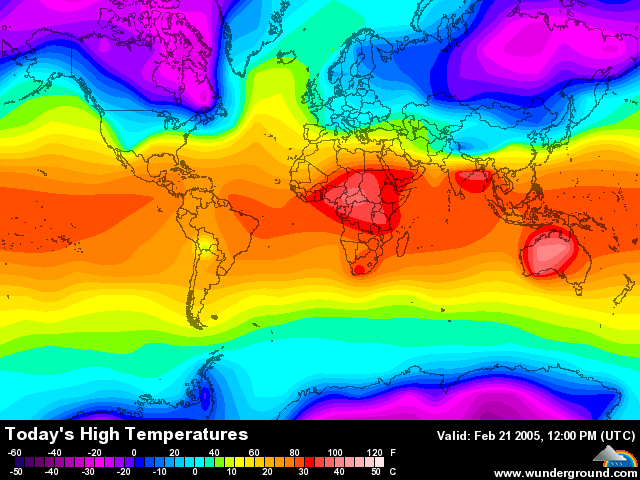 Today's High Temperatures
Valid: Feb 21 2005, 12:00 PM (UTC)
-60 -40 -20 0 20 40 60 80 100 120 F
-50 -40 -30 -20 -10 0 10 20 30 40 50 C
www.wunderground.com